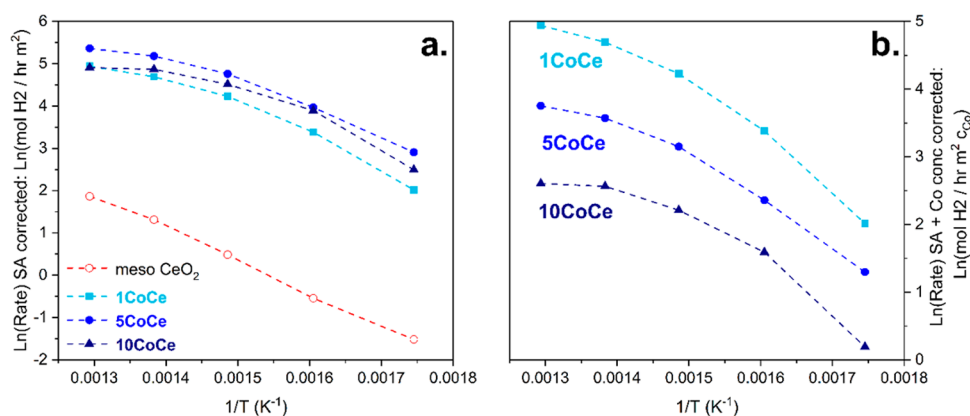 a.
6
5
4
3
2
1
0
-1
-2
Ln(Rate) SA corrected: Ln(mol H2 / hr m²)
meso CeO₂
1CoCe
5CoCe
10CoCe
0.0013 0.0014 0.0015 0.0016 0.0017 0.0018
1/T (K⁻¹)
b.
1CoCe
5CoCe
10CoCe
5
4
3
2
1
0
Ln(Rate) SA + Co conc corrected:
Ln(mol H2 / hr m² c_Co)
0.0013 0.0014 0.0015 0.0016 0.0017 0.0018
1/T (K⁻¹)